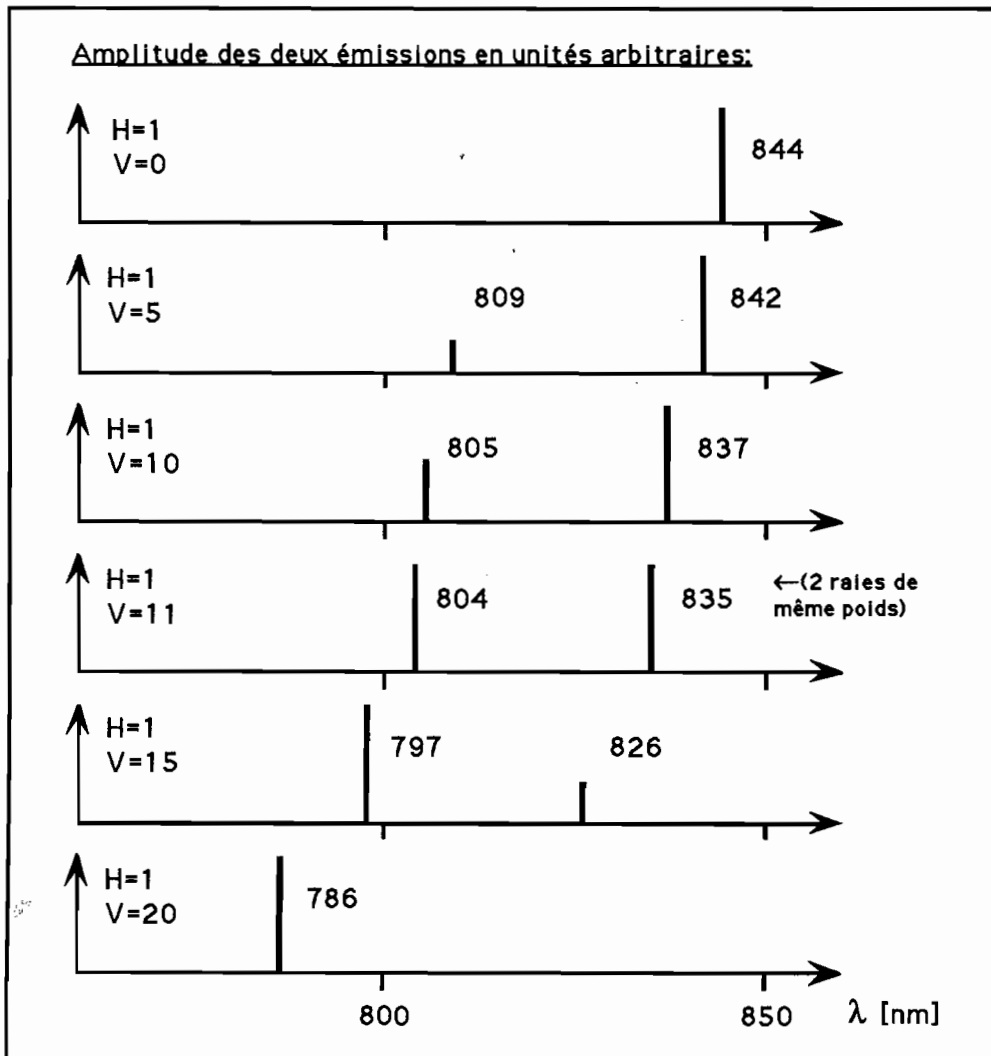 Amplitude des deux émissions en unités arbitraires:
H=1
V=0
844
H=1
V=5
809
842
H=1
V=10
805
837
H=1
V=11
804
835
←(2 raies de
même poids)
H=1
V=15
797
826
H=1
V=20
786
800
850
λ [nm]